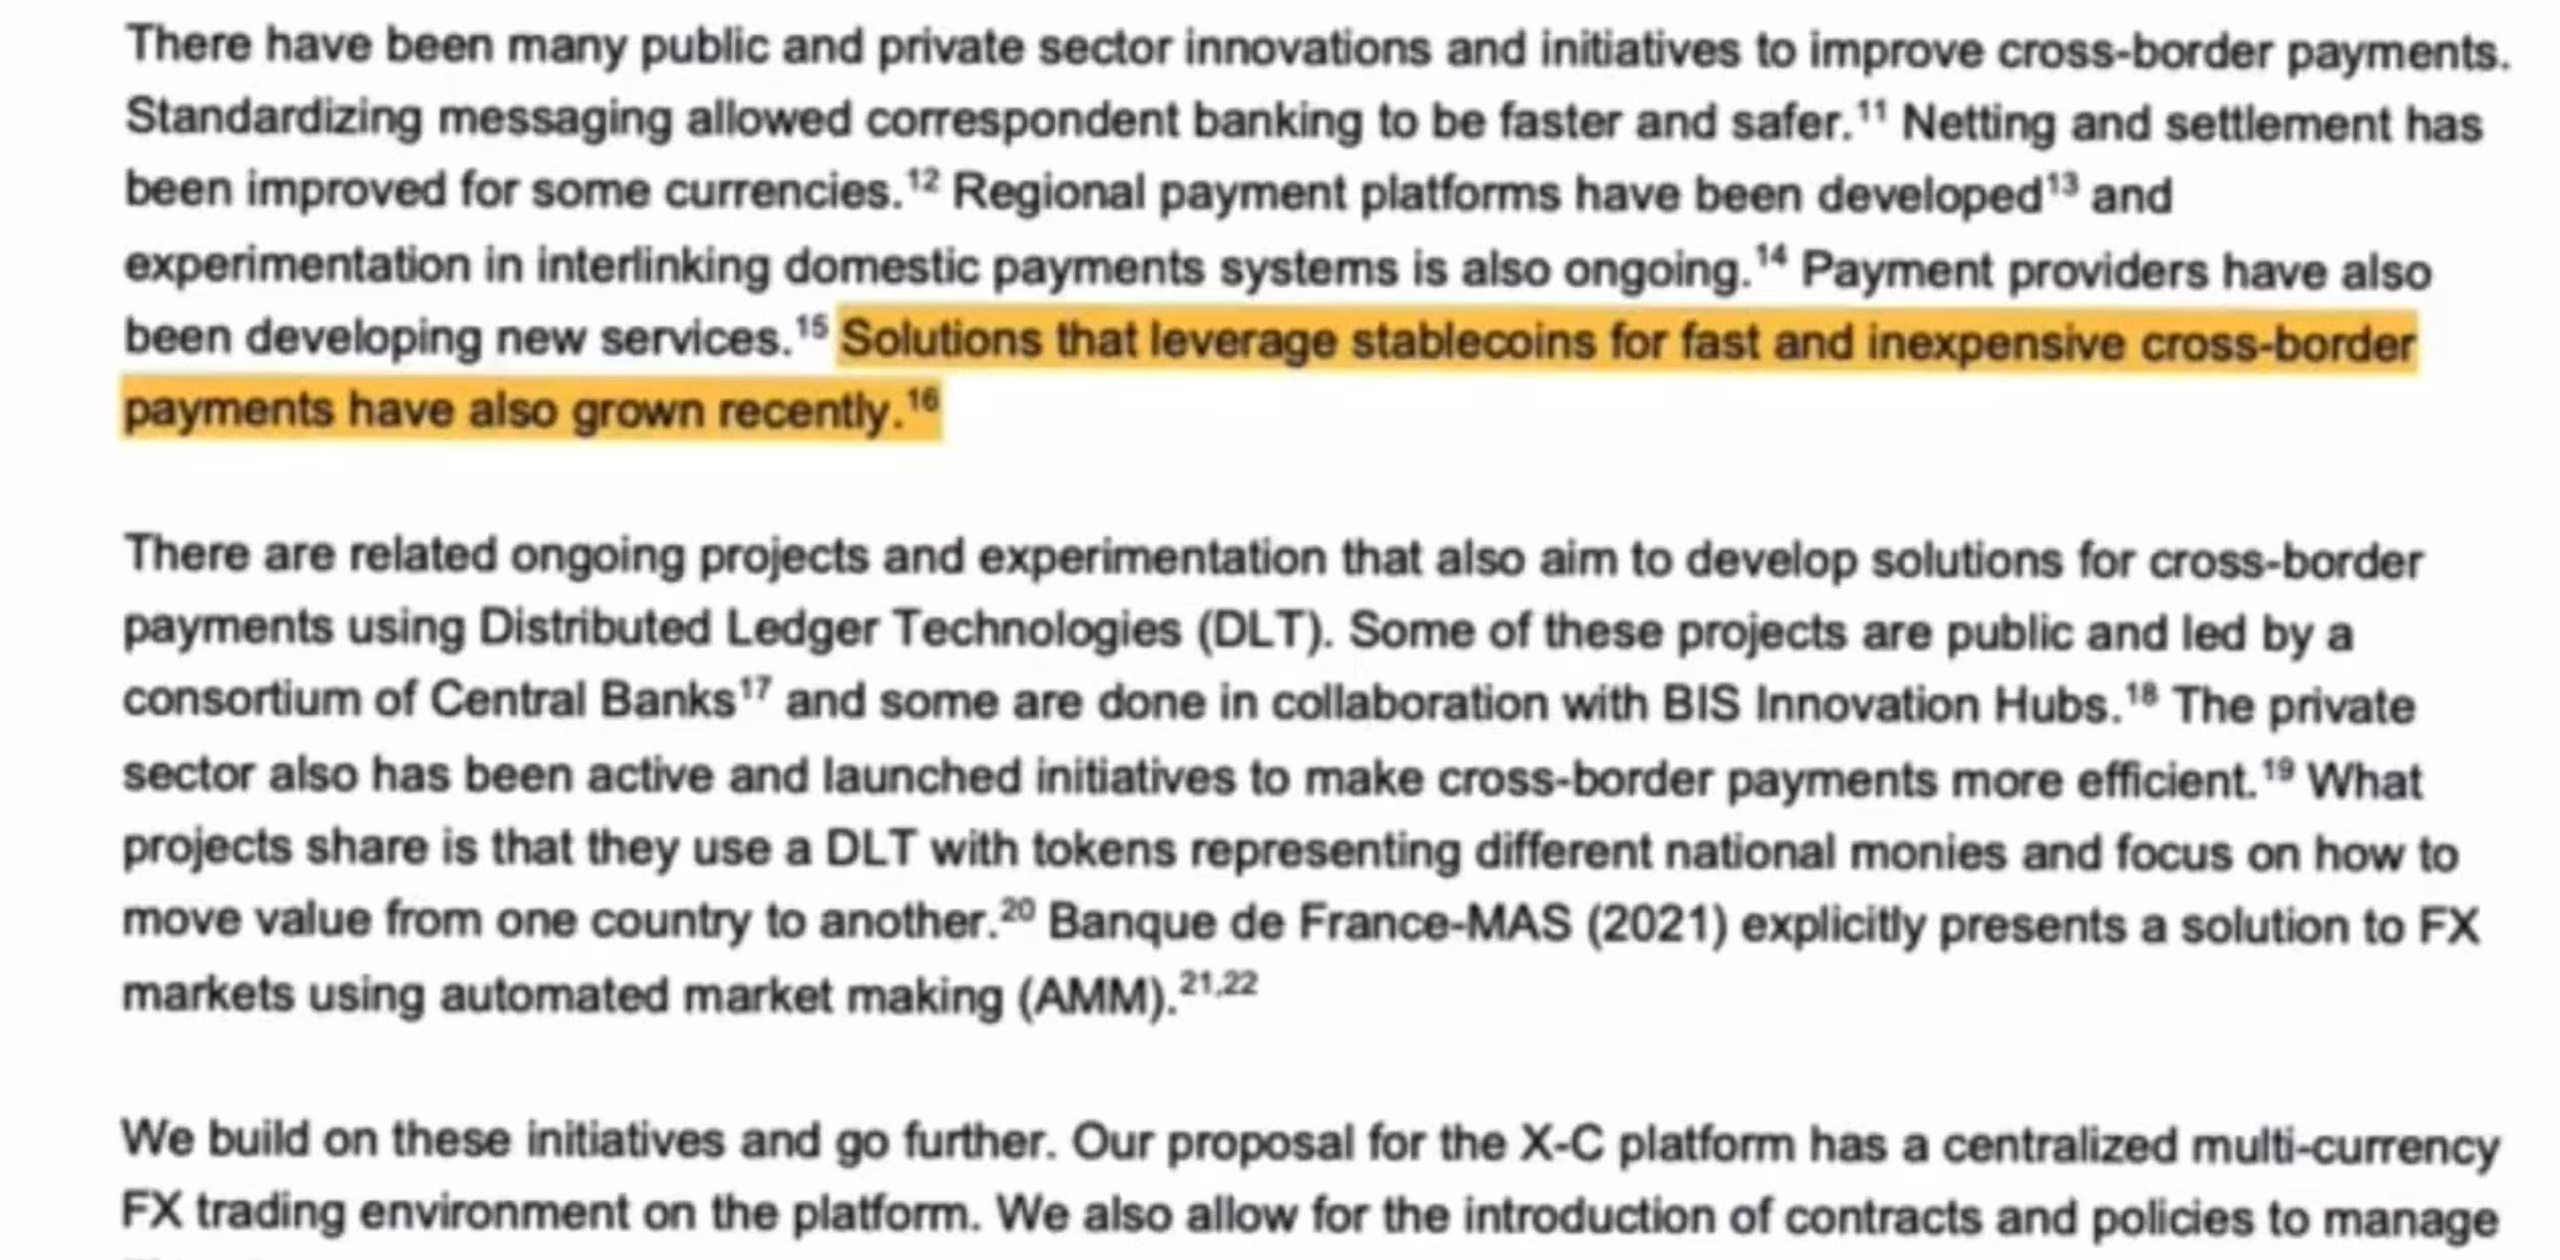 There have been many public and private sector innovations and initiatives to improve cross-border payments.
Standardizing messaging allowed correspondent banking to be faster and safer.¹¹ Netting and settlement has
been improved for some currencies.¹² Regional payment platforms have been developed¹³ and
experimentation in interlinking domestic payments systems is also ongoing.¹⁴ Payment providers have also
been developing new services.¹⁵ Solutions that leverage stablecoins for fast and inexpensive cross-border
payments have also grown recently.¹⁶
There are related ongoing projects and experimentation that also aim to develop solutions for cross-border
payments using Distributed Ledger Technologies (DLT). Some of these projects are public and led by a
consortium of Central Banks¹⁷ and some are done in collaboration with BIS Innovation Hubs.¹⁸ The private
sector also has been active and launched initiatives to make cross-border payments more efficient.¹⁹ What
projects share is that they use a DLT with tokens representing different national monies and focus on how to
move value from one country to another.²⁰ Banque de France-MAS (2021) explicitly presents a solution to FX
markets using automated market making (AMM).²¹,²²
We build on these initiatives and go further. Our proposal for the X-C platform has a centralized multi-currency
FX trading environment on the platform. We also allow for the introduction of contracts and policies to manage